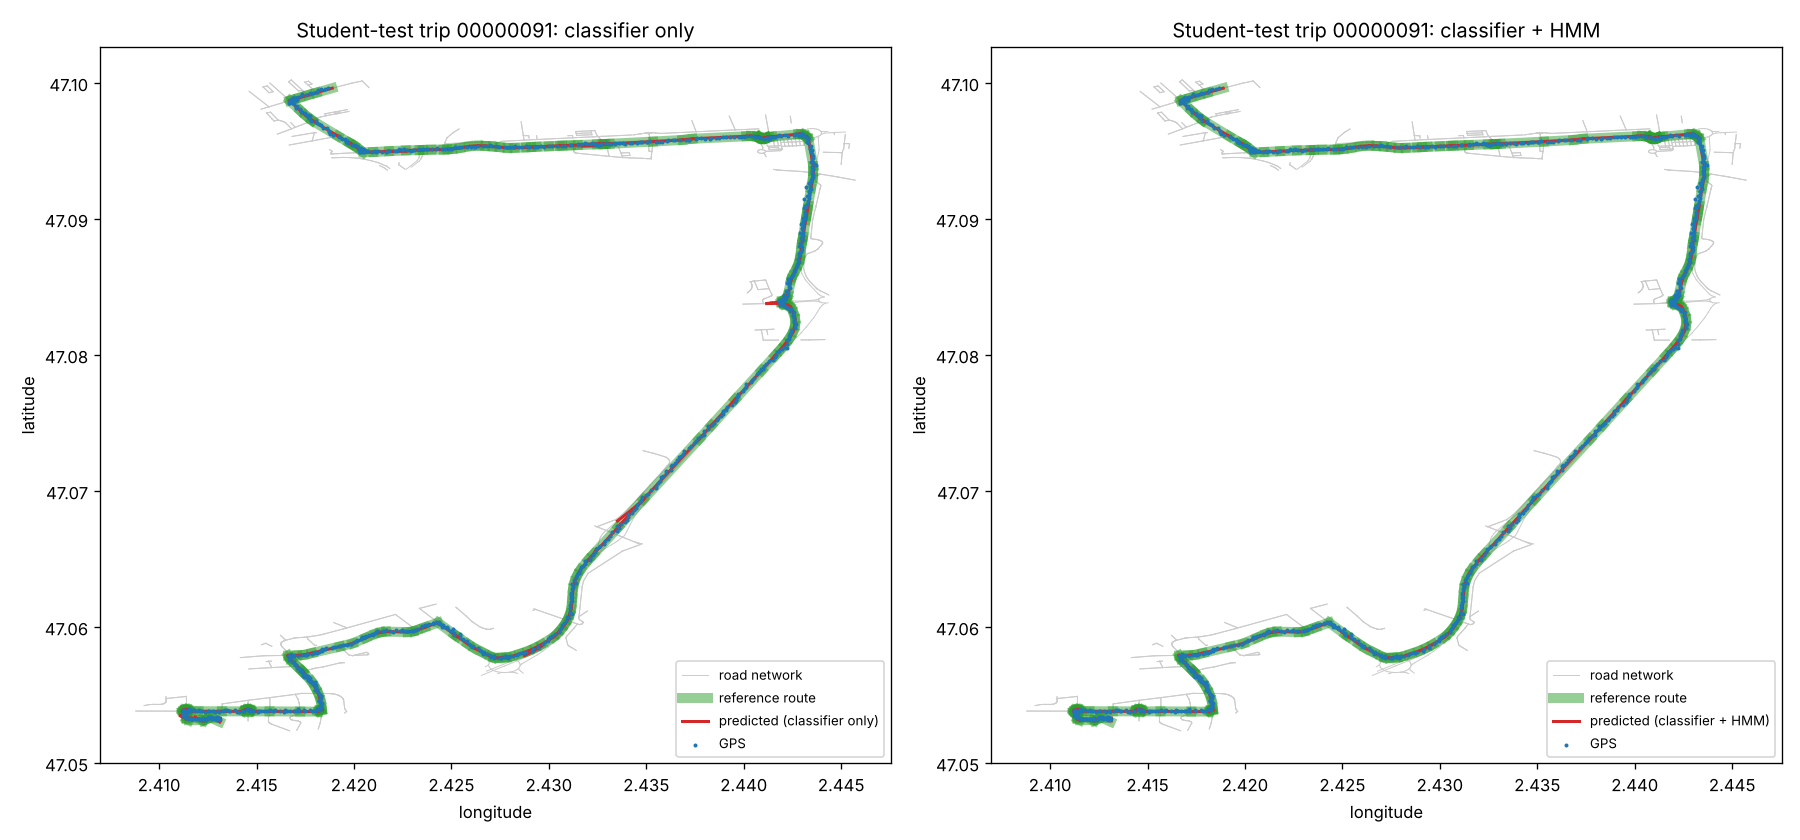 Student-test trip 00000091: classifier only
47.10
47.09
47.08
47.07
47.06
47.05
latitude
2.410 2.415 2.420 2.425 2.430 2.435 2.440 2.445
longitude
road network
reference route
predicted (classifier only)
GPS
Student-test trip 00000091: classifier + HMM
47.10
47.09
47.08
47.07
47.06
47.05
latitude
2.410 2.415 2.420 2.425 2.430 2.435 2.440 2.445
longitude
road network
reference route
predicted (classifier + HMM)
GPS